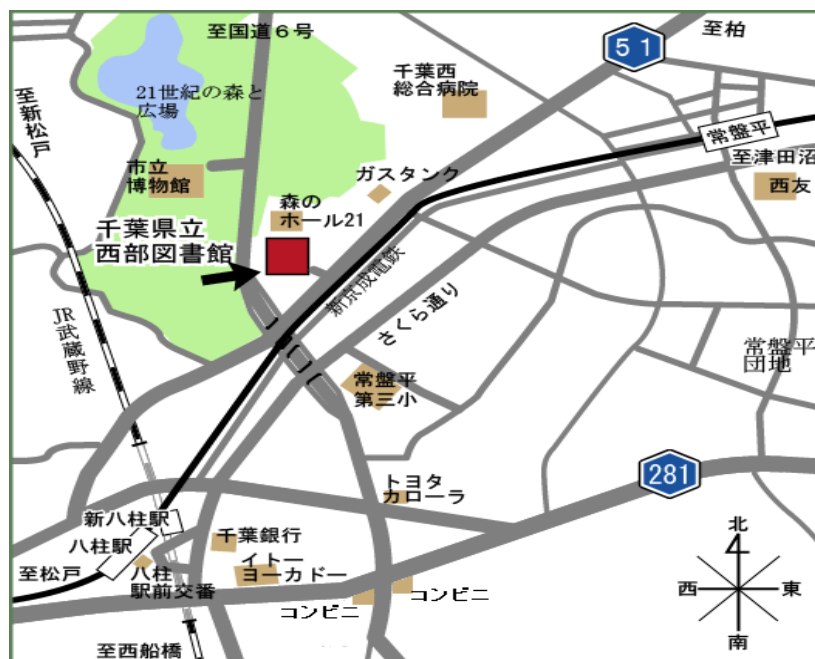 至国道6号
51
至柏
千葉西
総合病院
21世紀の森と
広場
至新松戸
常盤平
至津田沼
西友
市立
博物館
ガスタンク
森の
ホール21
千葉県立
西部図書館
新京成電鉄
さくら通り
JR武蔵野線
常盤平
団地
常盤平
第三小
281
トヨタ
カローラ
新八柱駅
八柱駅
千葉銀行
至松戸
八柱
駅前交番
イトー
ヨーカドー
コンビニ
コンビニ
至西船橋
北
西
東
南